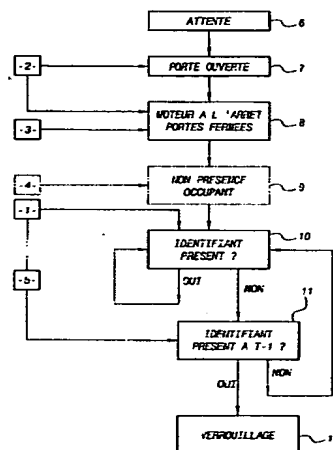 ATTENTE
6
-2-
PORTE OUVERTE
7
MOTEUR A L 'ARRET
PORTES FERMEES
8
-3-
NON PRESENCE
OCCUPANT
9
-4-
-1-
IDENTIFIANT
PRESENT ?
10
OUI
NON
-5-
IDENTIFIANT
PRESENT A T-1 ?
11
OUI
NON
VERROUILLAGE